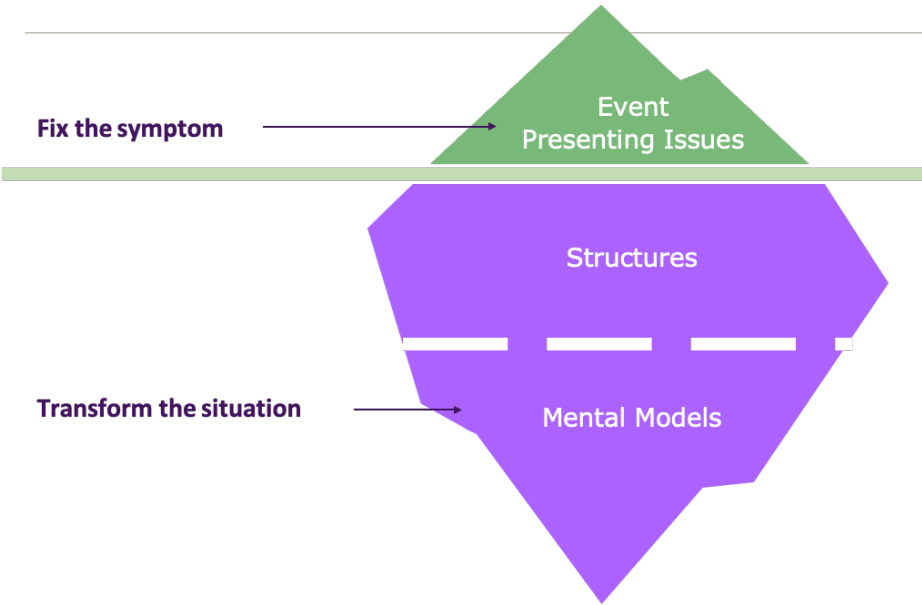 Event
Fix the symptom
Presenting Issues
Structures
Transform the situation
Mental Models